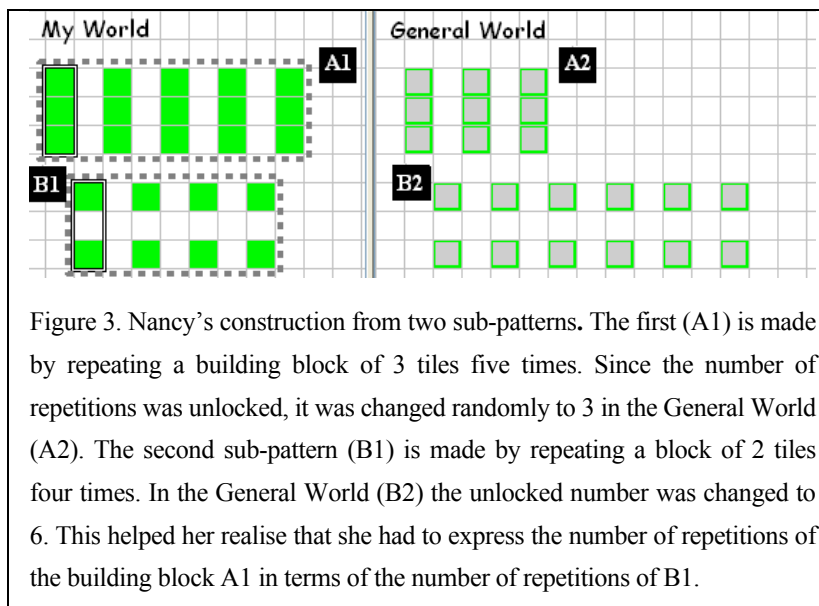 My World
General World
A1
A2
B1
B2
Figure 3. Nancy’s construction from two sub-patterns. The first (A1) is made
by repeating a building block of 3 tiles five times. Since the number of
repetitions was unlocked, it was changed randomly to 3 in the General World
(A2). The second sub-pattern (B1) is made by repeating a block of 2 tiles
four times. In the General World (B2) the unlocked number was changed to
6. This helped her realise that she had to express the number of repetitions of
the building block A1 in terms of the number of repetitions of B1.